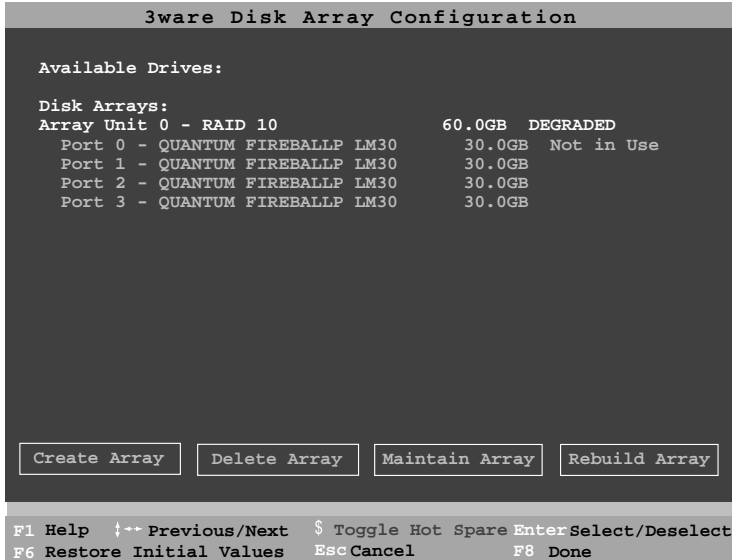 3ware Disk Array Configuration
Available Drives:
Disk Arrays:
Array Unit 0 - RAID 10 60.0GB DEGRADED
Port 0 - QUANTUM FIREBALLP LM30 30.0GB Not in Use
Port 1 - QUANTUM FIREBALLP LM30 30.0GB
Port 2 - QUANTUM FIREBALLP LM30 30.0GB
Port 3 - QUANTUM FIREBALLP LM30 30.0GB
Create Array Delete Array Maintain Array Rebuild Array
F1 Help ↕↔ Previous/Next $ Toggle Hot Spare Enter Select/Deselect
F6 Restore Initial Values Esc Cancel F8 Done